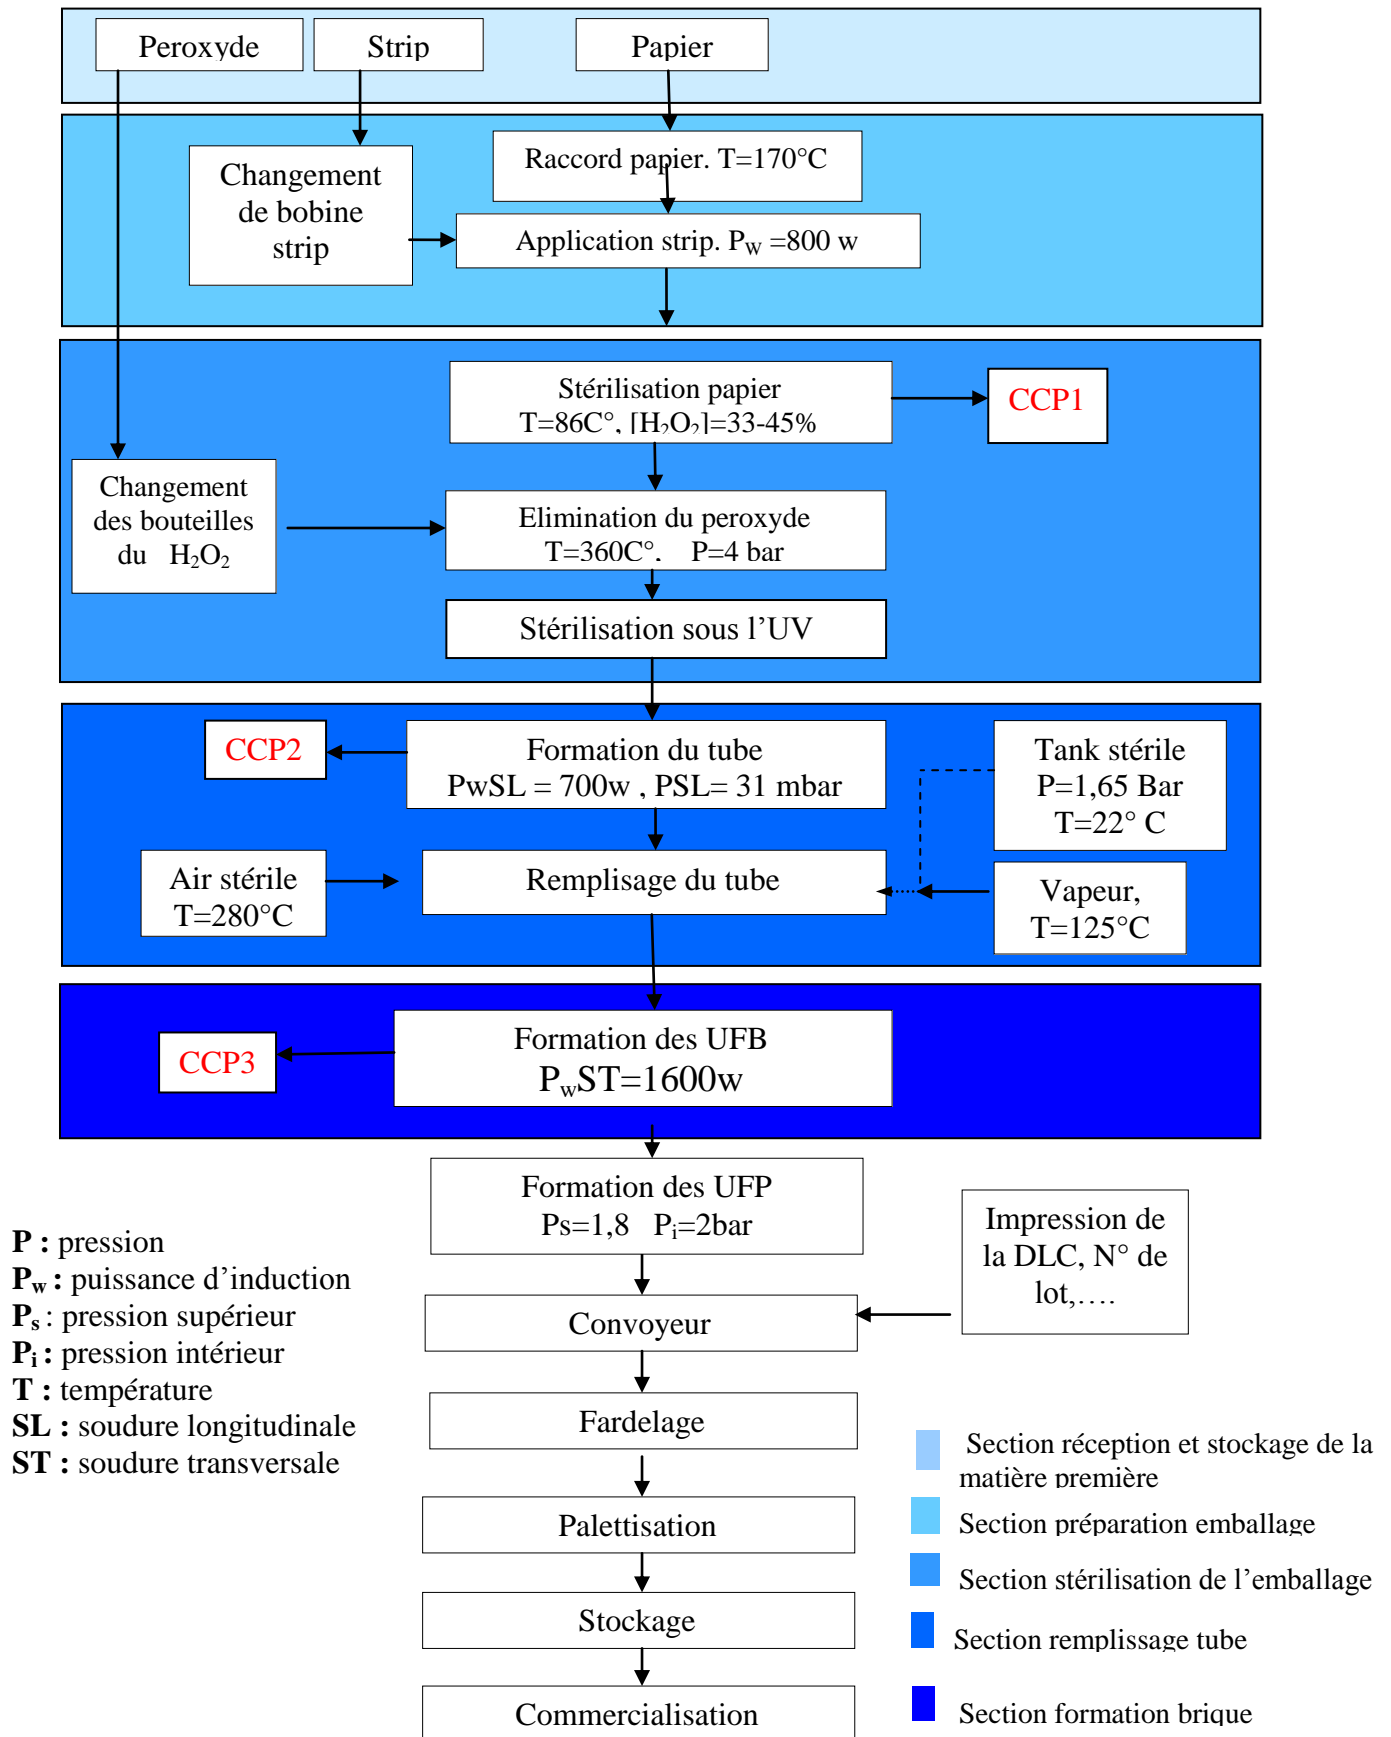 Peroxyde
Strip
Papier
Raccord papier. T=170°C
Changement
de bobine
strip
Application strip. PW =800 w
Stérilisation papier
T=86C°, [H2O2]=33-45%
CCP1
Changement
des bouteilles
du H2O2
Elimination du peroxyde
T=360C°, P=4 bar
Stérilisation sous l’UV
CCP2
Formation du tube
PwSL = 700w , PSL= 31 mbar
Tank stérile
P=1,65 Bar
T=22° C
Air stérile
T=280°C
Remplisage du tube
Vapeur,
T=125°C
CCP3
Formation des UFB
PwST=1600w
Formation des UFP
Ps=1,8 Pi=2bar
Impression de
la DLC, N° de
lot,….
Convoyeur
Fardelage
Palettisation
Stockage
Commercialisation
P : pression
Pw : puissance d’induction
Ps : pression supérieur
Pi : pression intérieur
T : température
SL : soudure longitudinale
ST : soudure transversale
Section réception et stockage de la
matière première
Section préparation emballage
Section stérilisation de l’emballage
Section remplissage tube
Section formation brique